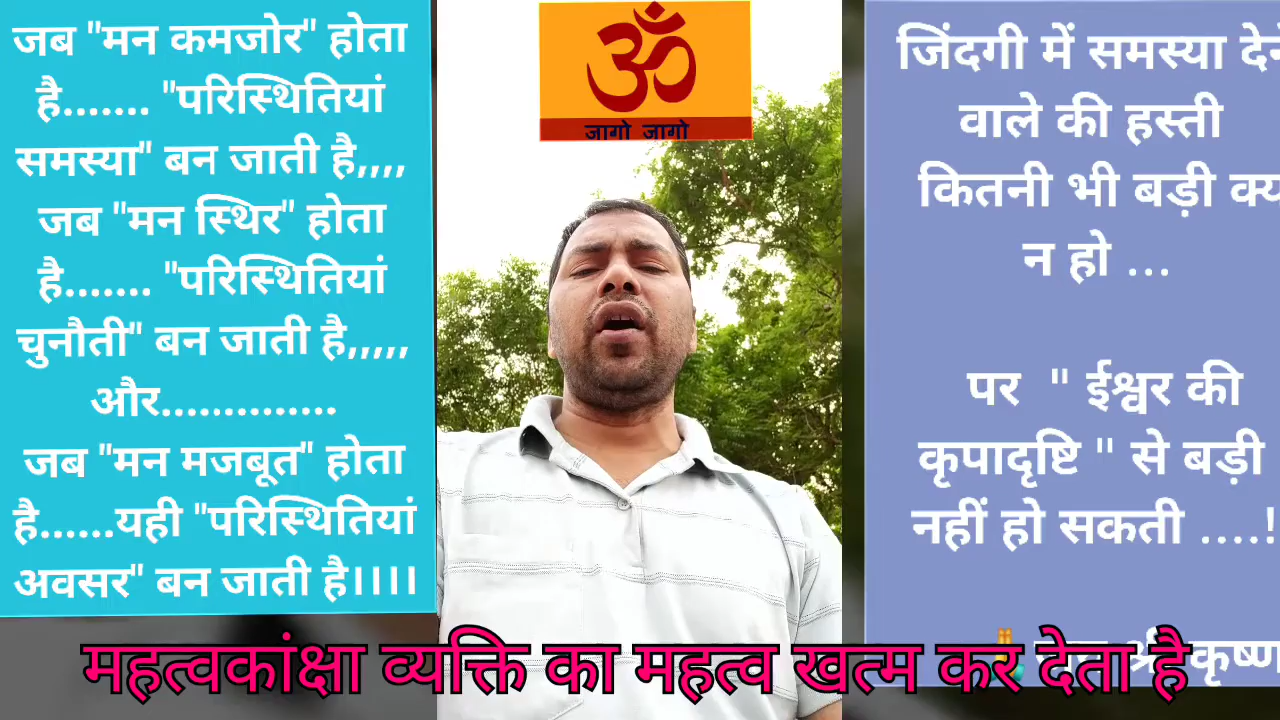 जब "मन कमजोर" होता
है....... "परिस्थितियां
समस्या" बन जाती है,,,,
जब "मन स्थिर" होता
है....... "परिस्थितियां
चुनौती" बन जाती है,,,,,
और..............
जब "मन मजबूत" होता
है......यही "परिस्थितियां
अवसर" बन जाती है।।।।
ॐ
जागो जागो
जिंदगी में समस्या देने
वाले की हस्ती
कितनी भी बड़ी क्य
न हो ...
पर " ईश्वर की
कृपादृष्टि " से बड़ी
नहीं हो सकती ....!
कृष्ण
महत्वकांक्षा व्यक्ति का महत्व खत्म कर देता है